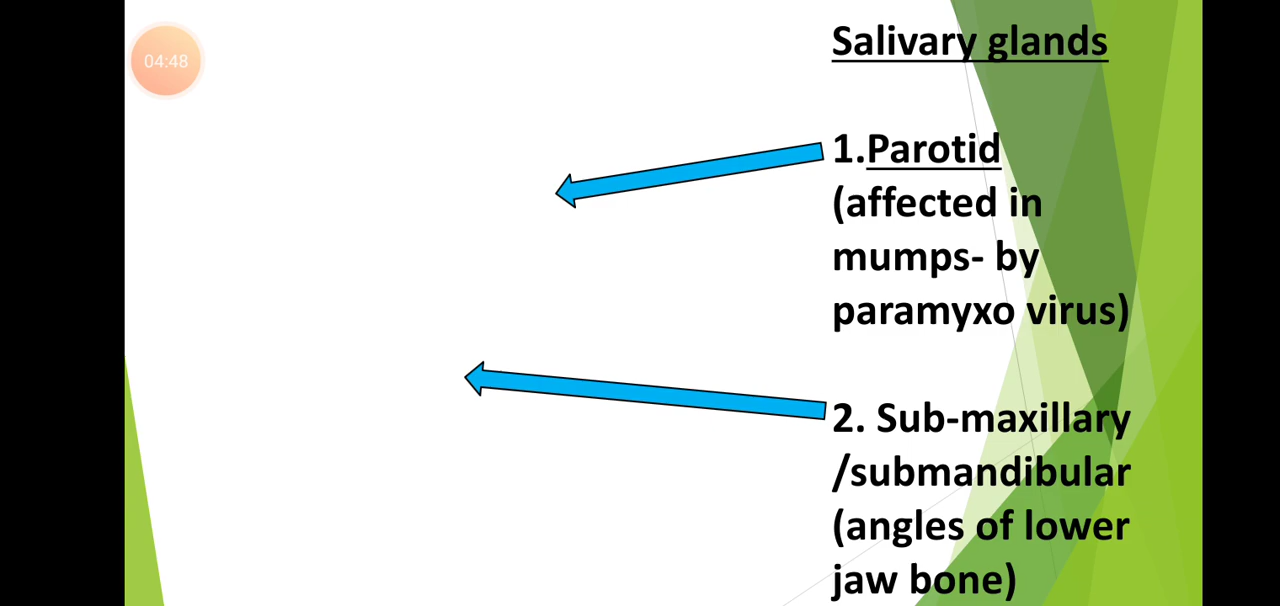 04:48
Salivary glands
1.Parotid
(affected in
mumps- by
paramyxo virus)
2. Sub-maxillary
/submandibular
(angles of lower
jaw bone)